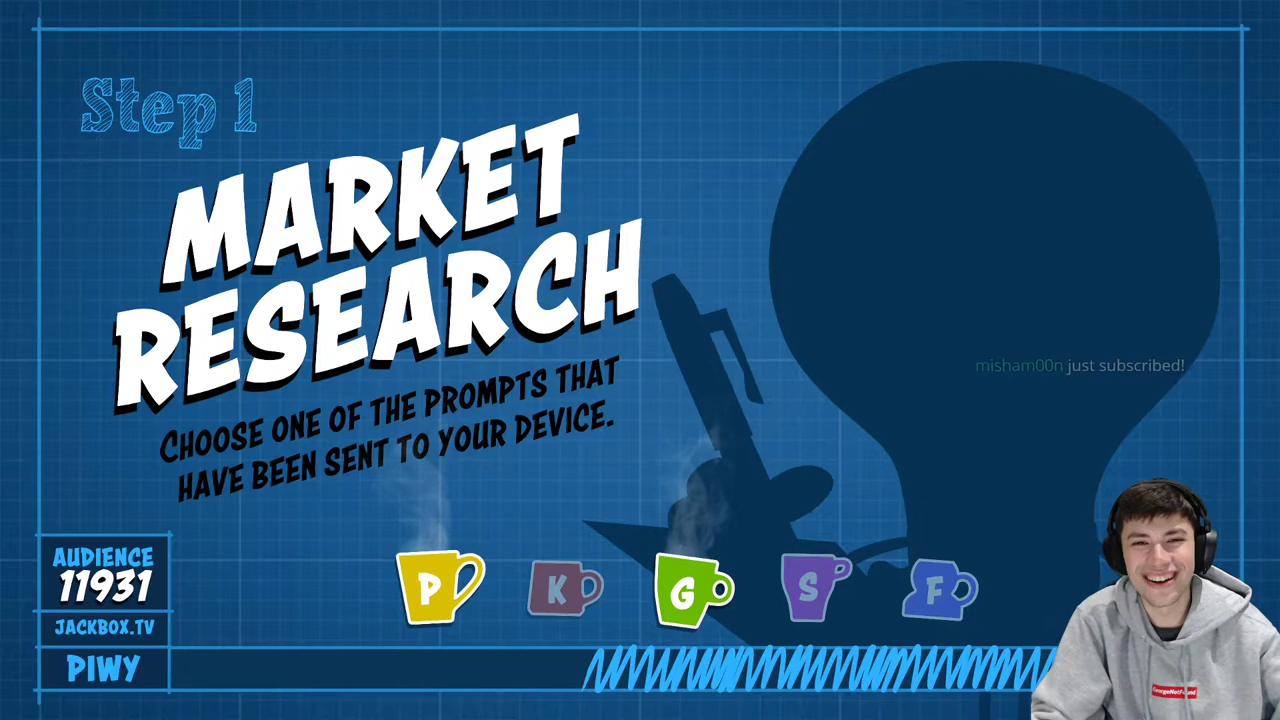 Step 1
MARKET
RESEARCH
CHOOSE ONE OF THE PROMPTS THAT
HAVE BEEN SENT TO YOUR DEVICE.
misham00n just subscribed!
AUDIENCE
11931
JACKBOX.TV
PIWY
P
K
G
S
F
GeorgeNotFound